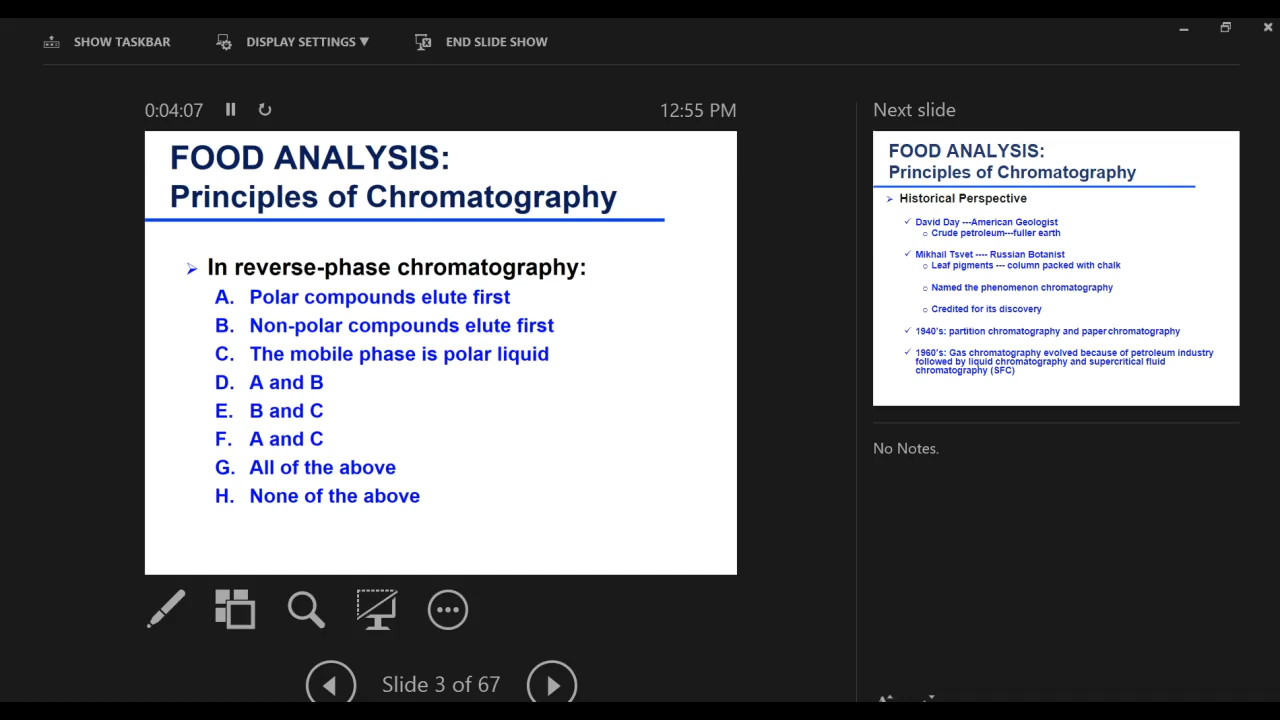 SHOW TASKBAR
DISPLAY SETTINGS ▼
END SLIDE SHOW
0:04:07
12:55 PM
FOOD ANALYSIS:
Principles of Chromatography
➢ In reverse-phase chromatography:
A. Polar compounds elute first
B. Non-polar compounds elute first
C. The mobile phase is polar liquid
D. A and B
E. B and C
F. A and C
G. All of the above
H. None of the above
Slide 3 of 67
Next slide
FOOD ANALYSIS:
Principles of Chromatography
➢ Historical Perspective
✓ David Day ---American Geologist
o Crude petroleum---fuller earth
✓ Mikhail Tsvet ---- Russian Botanist
o Leaf pigments --- column packed with chalk
o Named the phenomenon chromatography
o Credited for its discovery
✓ 1940's: partition chromatography and paper chromatography
✓ 1960's: Gas chromatography evolved because of petroleum industry
followed by liquid chromatography and supercritical fluid
chromatography (SFC)
No Notes.